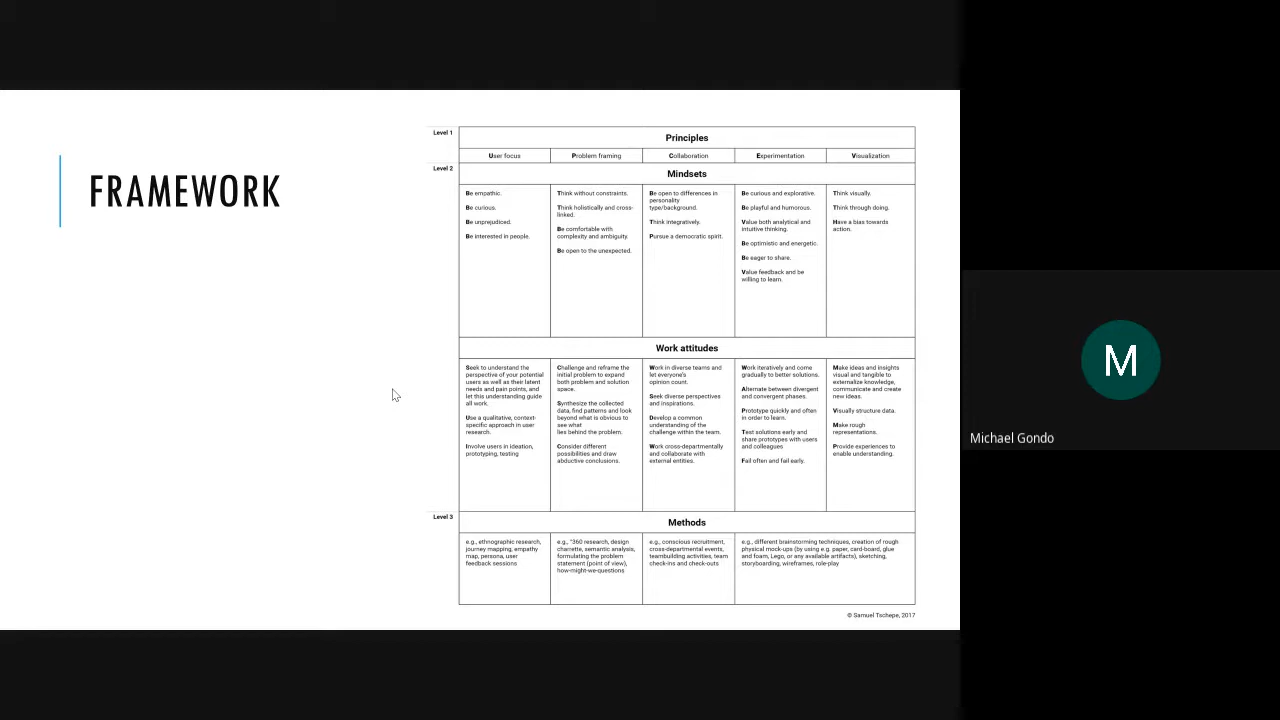 FRAMEWORK
Level 1
Principles
User focus
Problem framing
Collaboration
Experimentation
Visualization
Level 2
Mindsets
Be empathic.
Be curious.
Be unprejudiced.
Be interested in people.
Think without constraints.
Think holistically and cross-
linked.
Be comfortable with
complexity and ambiguity.
Be open to the unexpected.
Be open to differences in
personality
type/background.
Think integratively.
Pursue a democratic spirit.
Be curious and explorative.
Be playful and humorous.
Value both analytical and
intuitive thinking.
Be optimistic and energetic.
Be eager to share.
Value feedback and be
willing to learn.
Think visually.
Think through doing.
Have a bias towards
action.
Work attitudes
Seek to understand the
perspective of your potential
users as well as their latent
needs and pain points, and
let this understanding guide
all work.
Use a qualitative, context-
specific approach in user
research.
Involve users in ideation,
prototyping, testing
Challenge and reframe the
initial problem to expand
both problem and solution
space.
Synthesize the collected
data, find patterns and look
beyond what is obvious to
see what
lies behind the problem.
Consider different
possibilities and draw
abductive conclusions.
Work in diverse teams and
let everyone's
opinion count.
Seek diverse perspectives
and inspirations.
Develop a common
understanding of the
challenge within the team.
Work cross-departmentally
and collaborate with
external entities.
Work iteratively and come
gradually to better solutions.
Alternate between divergent
and convergent phases.
Prototype quickly and often
in order to learn.
Test solutions early and
share prototypes with users
and colleagues
Fail often and fail early.
Make ideas and insights
visual and tangible to
externalize knowledge,
communicate and create
new ideas.
Visually structure data.
Make rough
representations.
Provide experiences to
enable understanding.
Level 3
Methods
e.g., ethnographic research,
journey mapping, empathy
map, persona, user
feedback sessions
e.g., °360 research, design
charrette, semantic analysis,
formulating the problem
statement (point of view),
how-might-we-questions
e.g., conscious recruitment,
cross-departmental events,
teambuilding activities, team
check-ins and check-outs
e.g., different brainstorming techniques, creation of rough
physical mock-ups (by using e.g. paper, card-board, glue
and foam, Lego, or any available artifacts), sketching,
storyboarding, wireframes, role-play
© Samuel Tschepe, 2017
M
Michael Gondo